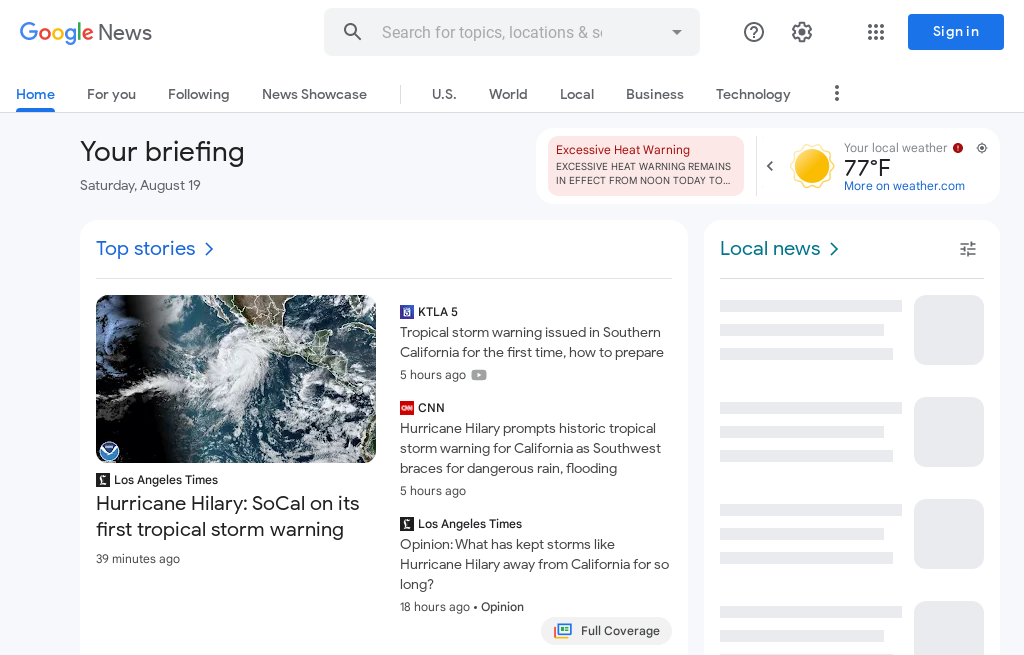 Google News
Search for topics, locations & so
Sign in
Home
For you
Following
News Showcase
U.S.
World
Local
Business
Technology
Your briefing
Saturday, August 19
Excessive Heat Warning
EXCESSIVE HEAT WARNING REMAINS
IN EFFECT FROM NOON TODAY TO…
Your local weather
77°F
More on weather.com
Top stories
Los Angeles Times
Hurricane Hilary: SoCal on its
first tropical storm warning
39 minutes ago
KTLA 5
Tropical storm warning issued in Southern
California for the first time, how to prepare
5 hours ago
CNN
Hurricane Hilary prompts historic tropical
storm warning for California as Southwest
braces for dangerous rain, flooding
5 hours ago
Los Angeles Times
Opinion: What has kept storms like
Hurricane Hilary away from California for so
long?
18 hours ago • Opinion
Full Coverage
Local news